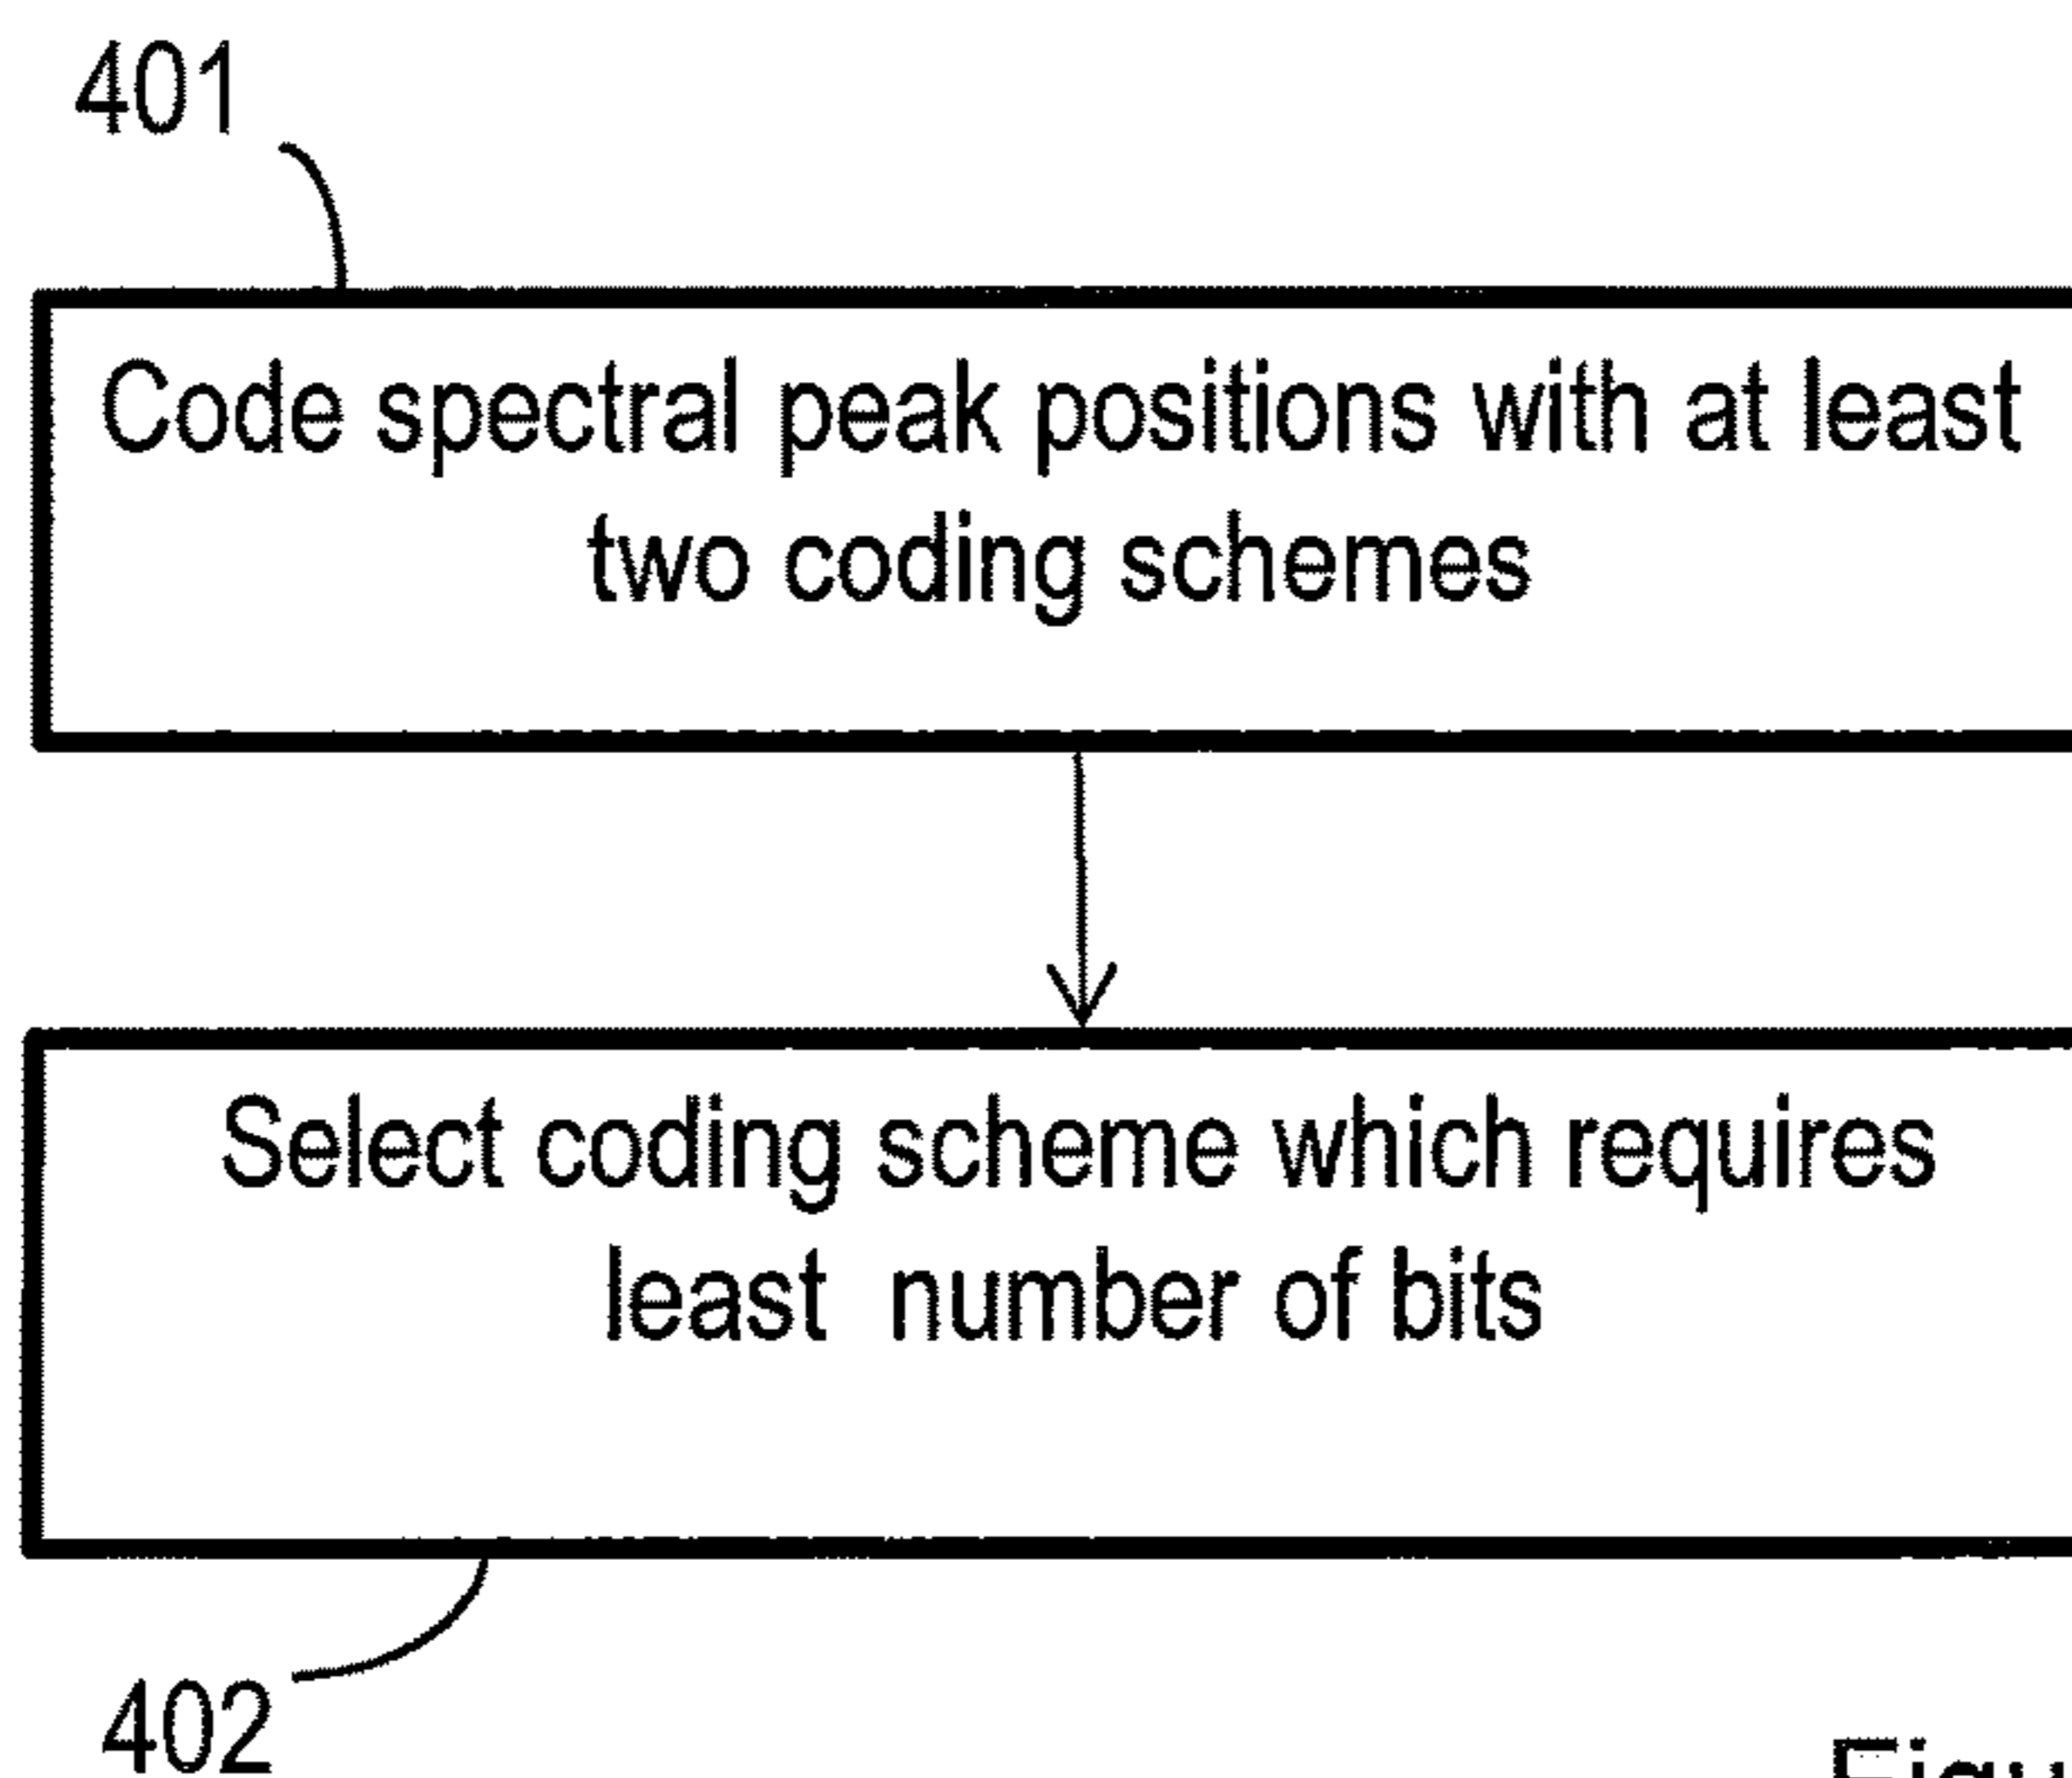 401
Code spectral peak positions with at least
two coding schemes
Select coding scheme which requires
least number of bits
402